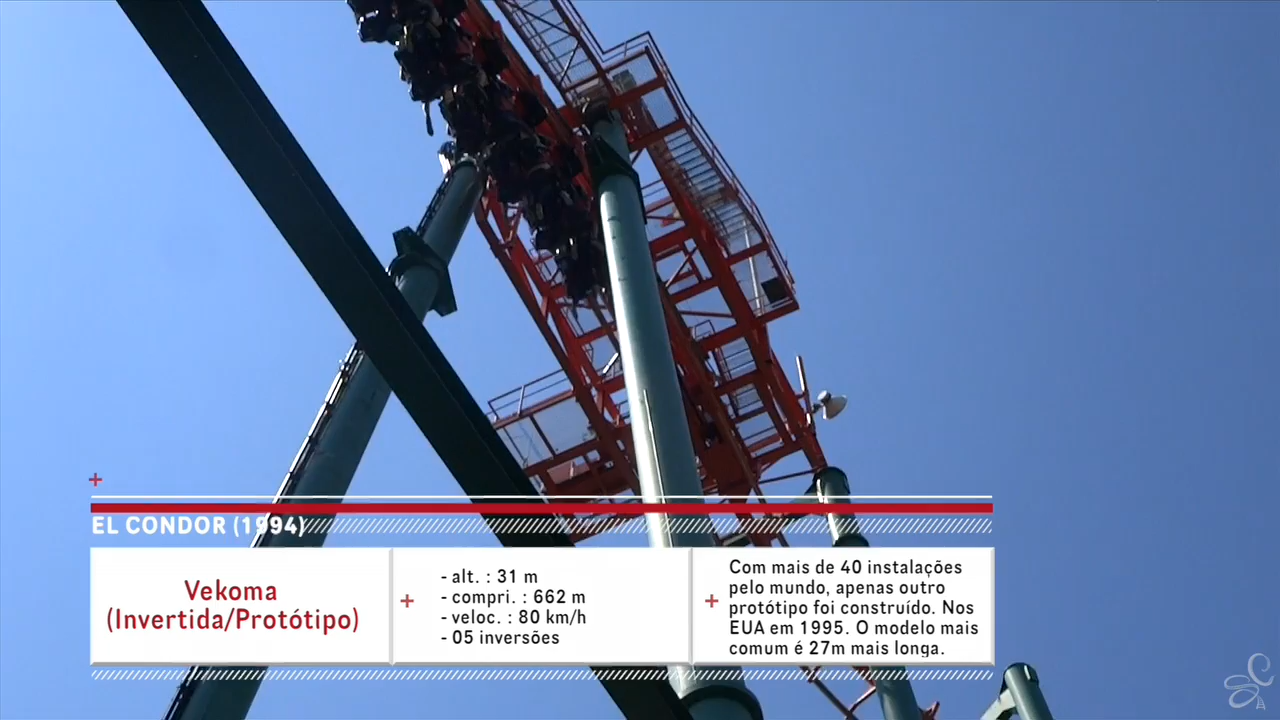 EL CONDOR (1994)
Vekoma
(Invertida/Protótipo)
- alt. : 31 m
- compri. : 662 m
- veloc. : 80 km/h
- 05 inversões
Com mais de 40 instalações
pelo mundo, apenas outro
protótipo foi construído. Nos
EUA em 1995. O modelo mais
comum é 27m mais longa.